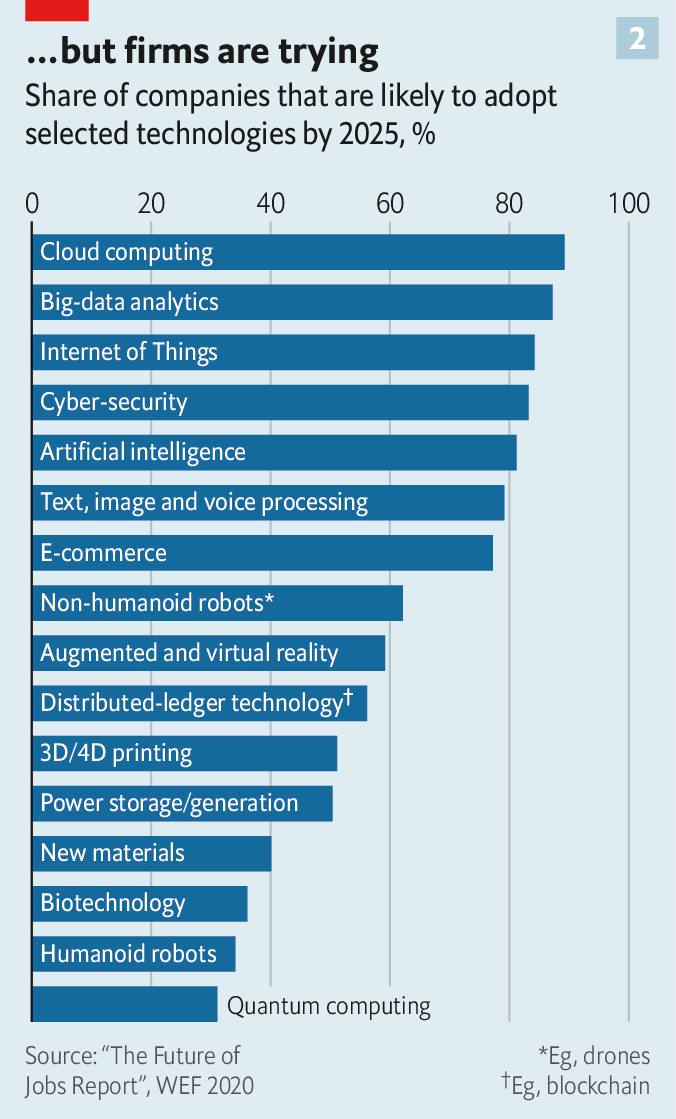 2
…but firms are trying
Share of companies that are likely to adopt
selected technologies by 2025, %
0 20 40 60 80 100
Cloud computing
Big-data analytics
Internet of Things
Cyber-security
Artificial intelligence
Text, image and voice processing
E-commerce
Non-humanoid robots*
Augmented and virtual reality
Distributed-ledger technology†
3D/4D printing
Power storage/generation
New materials
Biotechnology
Humanoid robots
Quantum computing
Source: “The Future of
Jobs Report”, WEF 2020
*Eg, drones
†Eg, blockchain